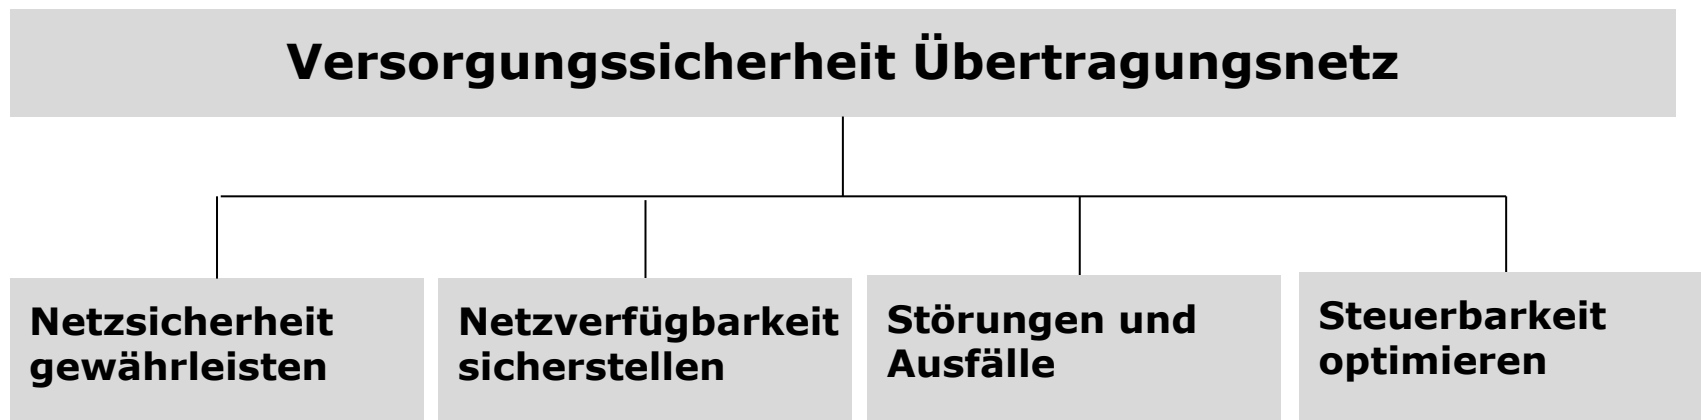 Versorgungssicherheit Übertragungsnetz
Netzsicherheit
gewährleisten
Netzverfügbarkeit
sicherstellen
Störungen und
Ausfälle
Steuerbarkeit
optimieren